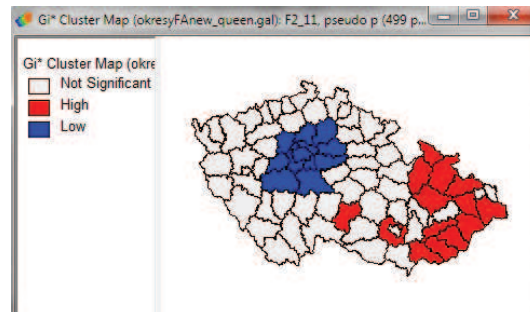 Gi* Cluster Map (okresyFAnew_queen.gal): F2_11, pseudo p (499 p...
Gi* Cluster Map (okre
Not Significant
High
Low